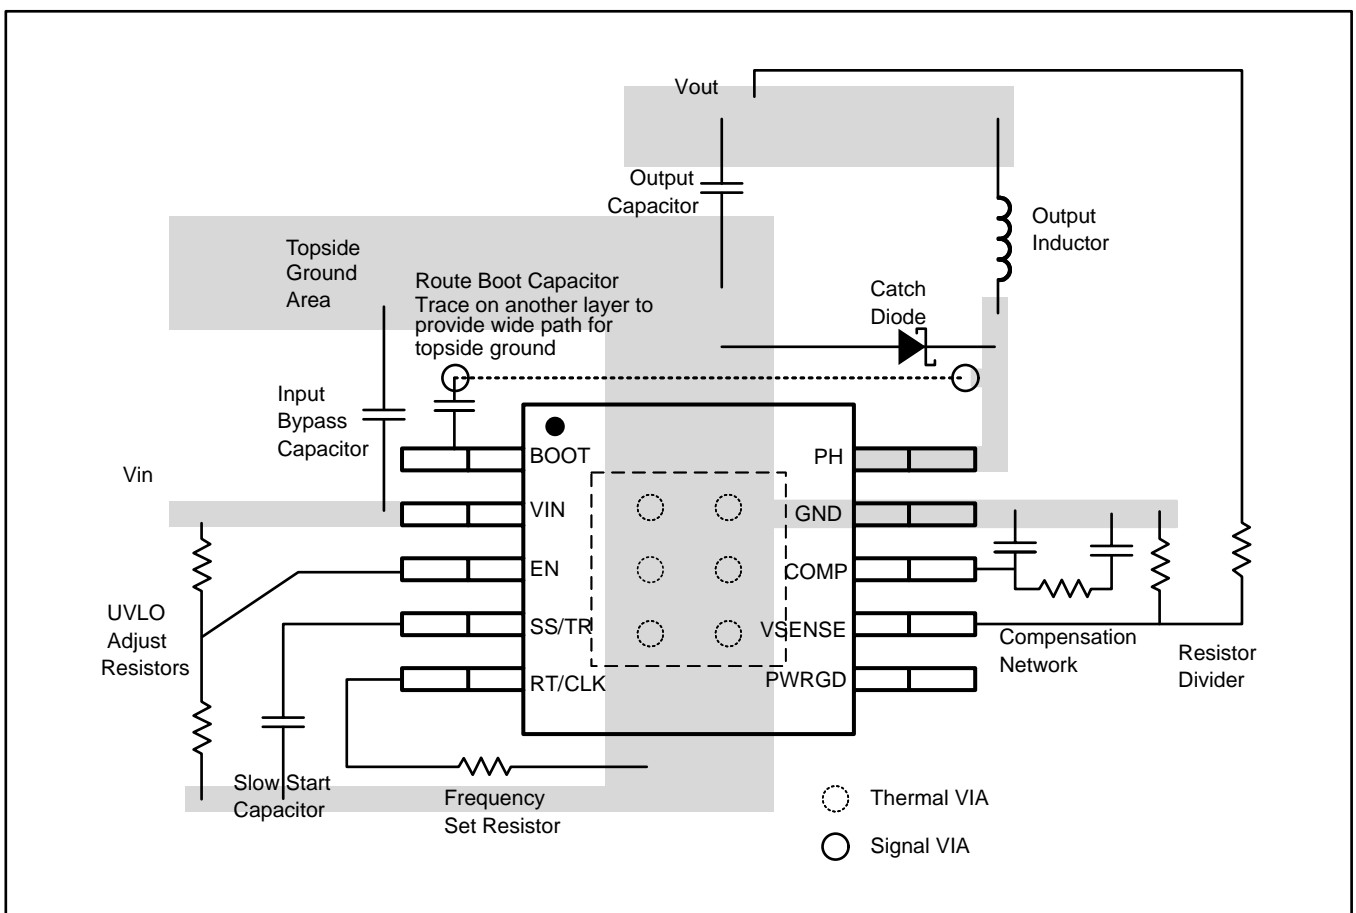 Vout
Output
Capacitor
Output
Inductor
Topside
Ground
Area
Route Boot Capacitor
Trace on another layer to
provide wide path for
topside ground
Catch
Diode
Input
Bypass
Capacitor
Vin
BOOT
VIN
EN
SS/TR
RT/CLK
PH
GND
COMP
VSENSE
PWRGD
UVLO
Adjust
Resistors
Compensation
Network
Resistor
Divider
Slow Start
Capacitor
Frequency
Set Resistor
Thermal VIA
Signal VIA